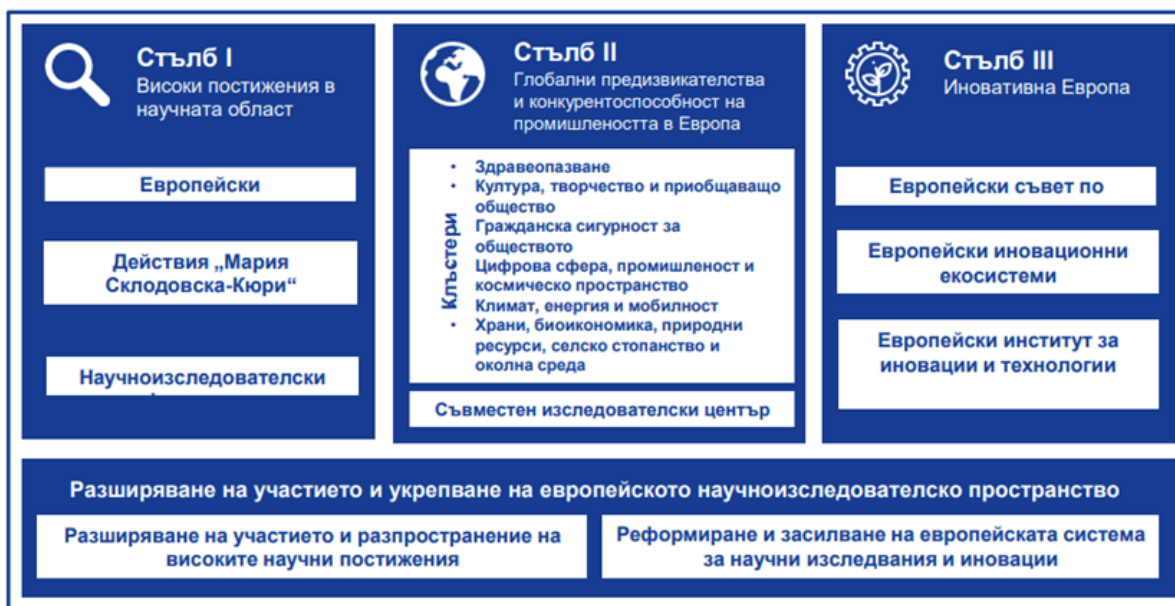 Стълб I
Високи постижения в
научната област
Европейски
Действия „Мария
Склодовска-Кюри“
Научноизследователски
Стълб II
Глобални предизвикателства
и конкурентоспособност на
промишлеността в Европа
Клъстери
• Здравеопазване
• Култура, творчество и приобщаващо
общество
Гражданска сигурност за
обществото
Цифрова сфера, промишленост и
космическо пространство
Климат, енергия и мобилност
• Храни, биоикономика, природни
ресурси, селско стопанство и
околна среда
Съвместен изследователски център
Стълб III
Иновативна Европа
Европейски съвет по
Европейски иновационни
екосистеми
Европейски институт за
иновации и технологии
Разширяване на участието и укрепване на европейското научноизследователско пространство
Разширяване на участието и разпространение на
високите научни постижения
Реформиране и засилване на европейската система
за научни изследвания и иновации